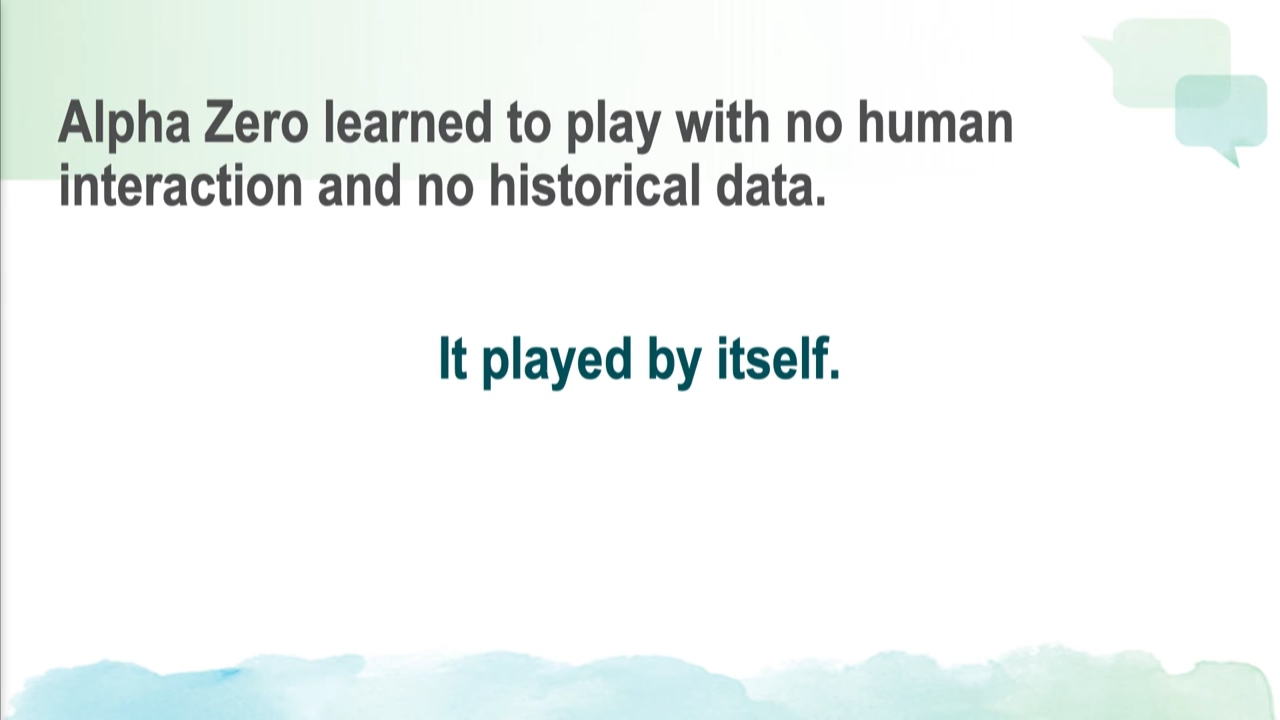 Alpha Zero learned to play with no human
interaction and no historical data.
It played by itself.